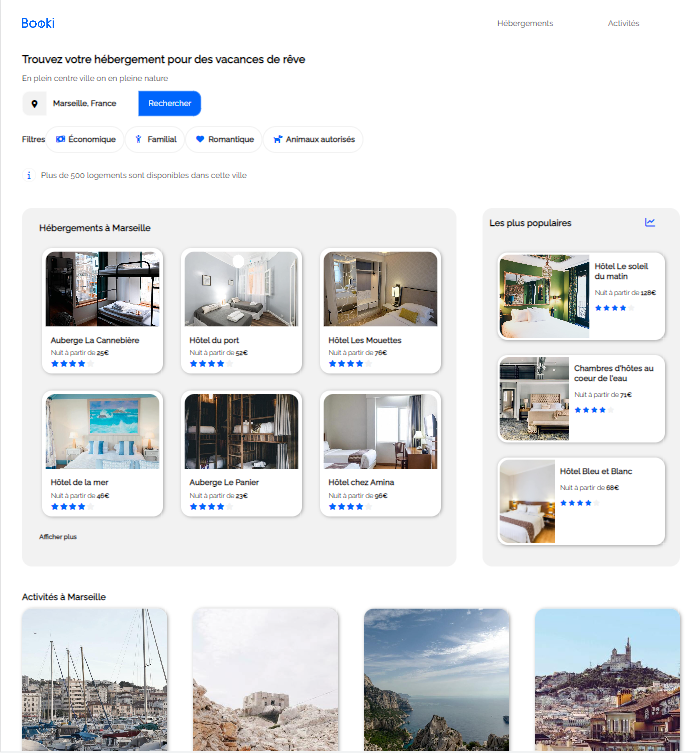 Booki
Hébergements
Activités
Trouvez votre hébergement pour des vacances de rêve
En plein centre ville on en pleine nature
Marseille, France
Rechercher
Filtres
Économique
Familial
Romantique
Animaux autorisés
Plus de 500 logements sont disponibles dans cette ville
Hébergements à Marseille
Auberge La Cannebière
Nuit à partir de 25€
Hôtel du port
Nuit à partir de 52€
Hôtel Les Mouettes
Nuit à partir de 76€
Hôtel de la mer
Nuit à partir de 46€
Auberge Le Panier
Nuit à partir de 23€
Hôtel chez Amina
Nuit à partir de 96€
Afficher plus
Les plus populaires
Hôtel Le soleil
du matin
Nuit à partir de 128€
Chambres d'hôtes au
coeur de l'eau
Nuit à partir de 71€
Hôtel Bleu et Blanc
Nuit à partir de 68€
Activités à Marseille